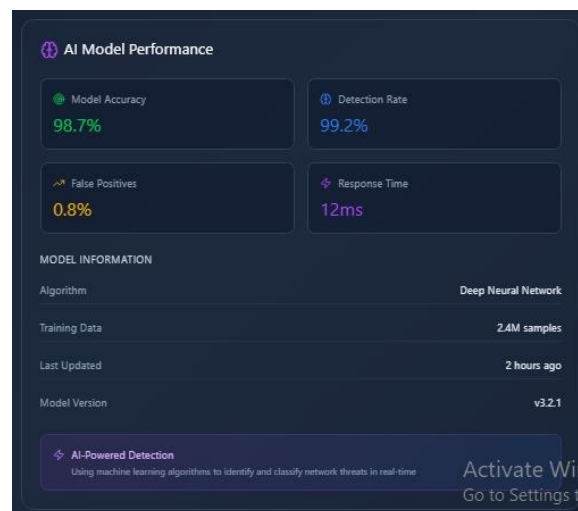 AI Model Performance
Model Accuracy
98.7%
Detection Rate
99.2%
False Positives
0.8%
Response Time
12ms
MODEL INFORMATION
Algorithm Deep Neural Network
Training Data 2.4M samples
Last Updated 2 hours ago
Model Version v3.2.1
AI-Powered Detection
Using machine learning algorithms to identify and classify network threats in real-time
Activate Wi
Go to Settings t